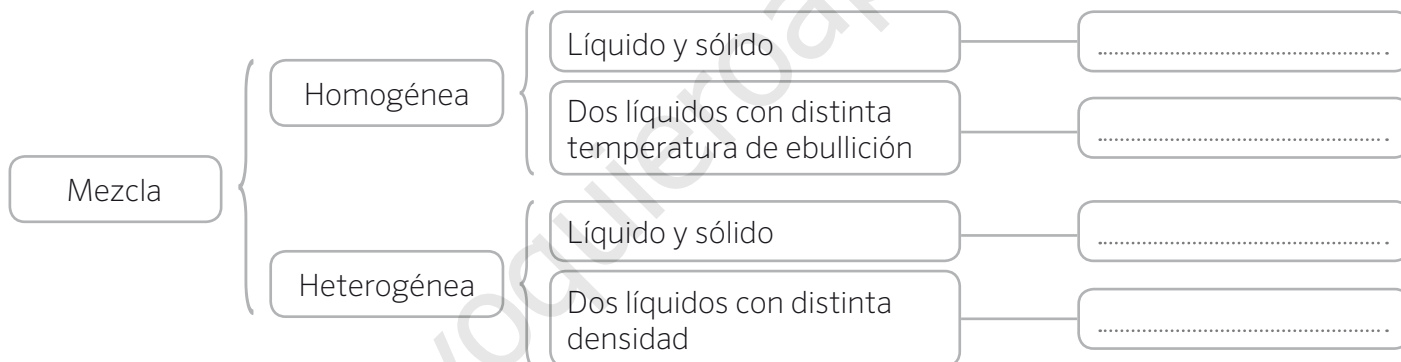 Mezcla
Homogénea
Líquido y sólido
.......................................... .
Dos líquidos con distinta
temperatura de ebullición
.......................................... .
Heterogénea
Líquido y sólido
.......................................... .
Dos líquidos con distinta
densidad
.......................................... .
yoquieroap